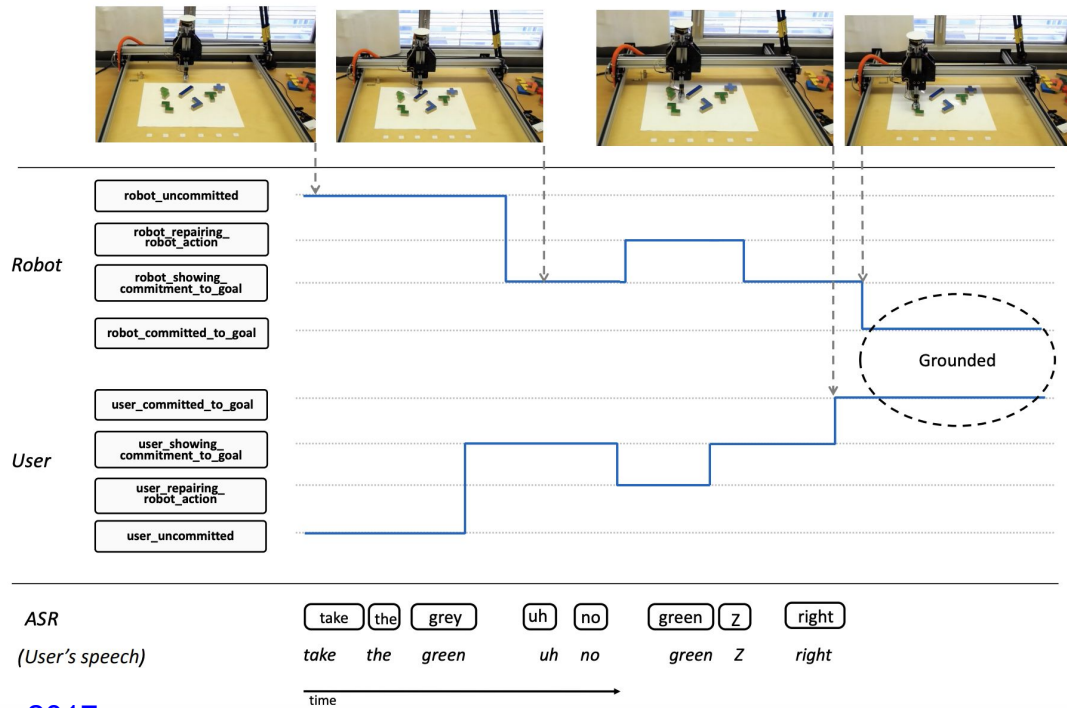 robot_uncommitted
robot_repairing_
robot_action
Robot
robot_showing_
commitment_to_goal
robot_committed_to_goal
Grounded
user_committed_to_goal
User
user_showing_
commitment_to_goal
user_repairing_
robot_action
user_uncommitted
ASR take the grey uh no green Z right
(User's speech) take the green uh no green Z right
time